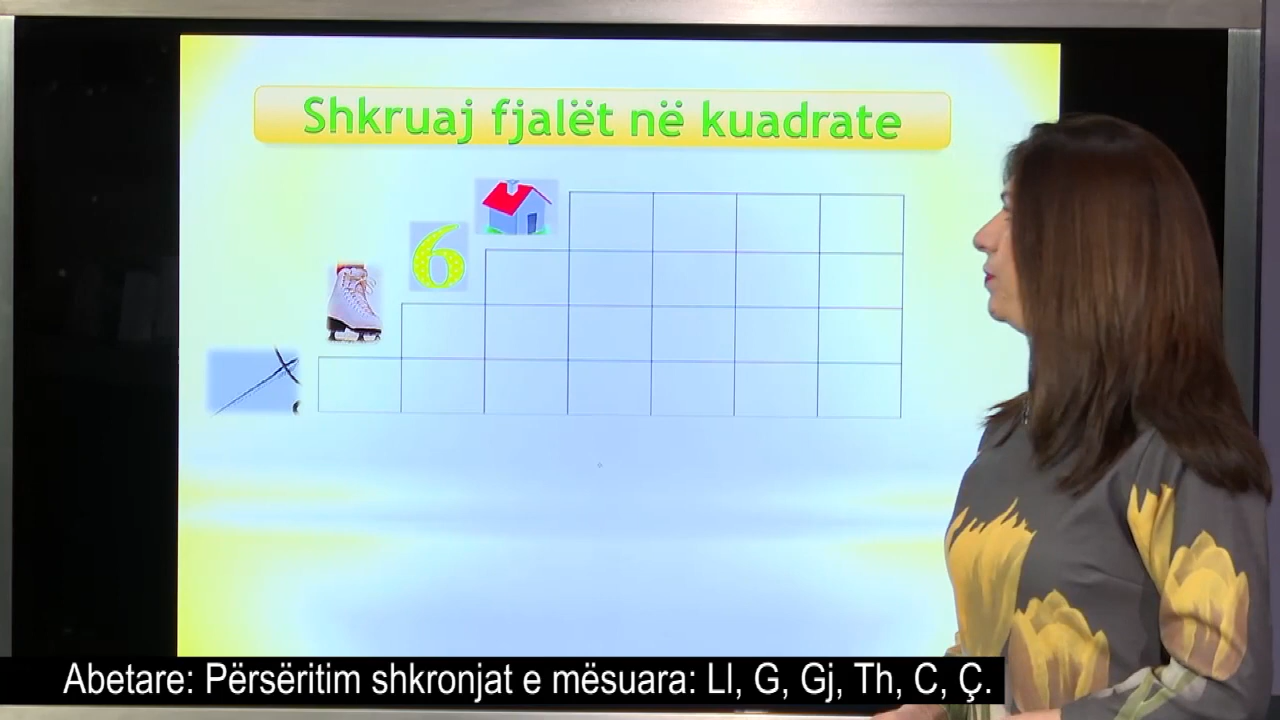 Shkruaj fjalët në kuadrate
6
Abetare: Përsëritim shkronjat e mësuara: Ll, G, Gj, Th, C, Ç.